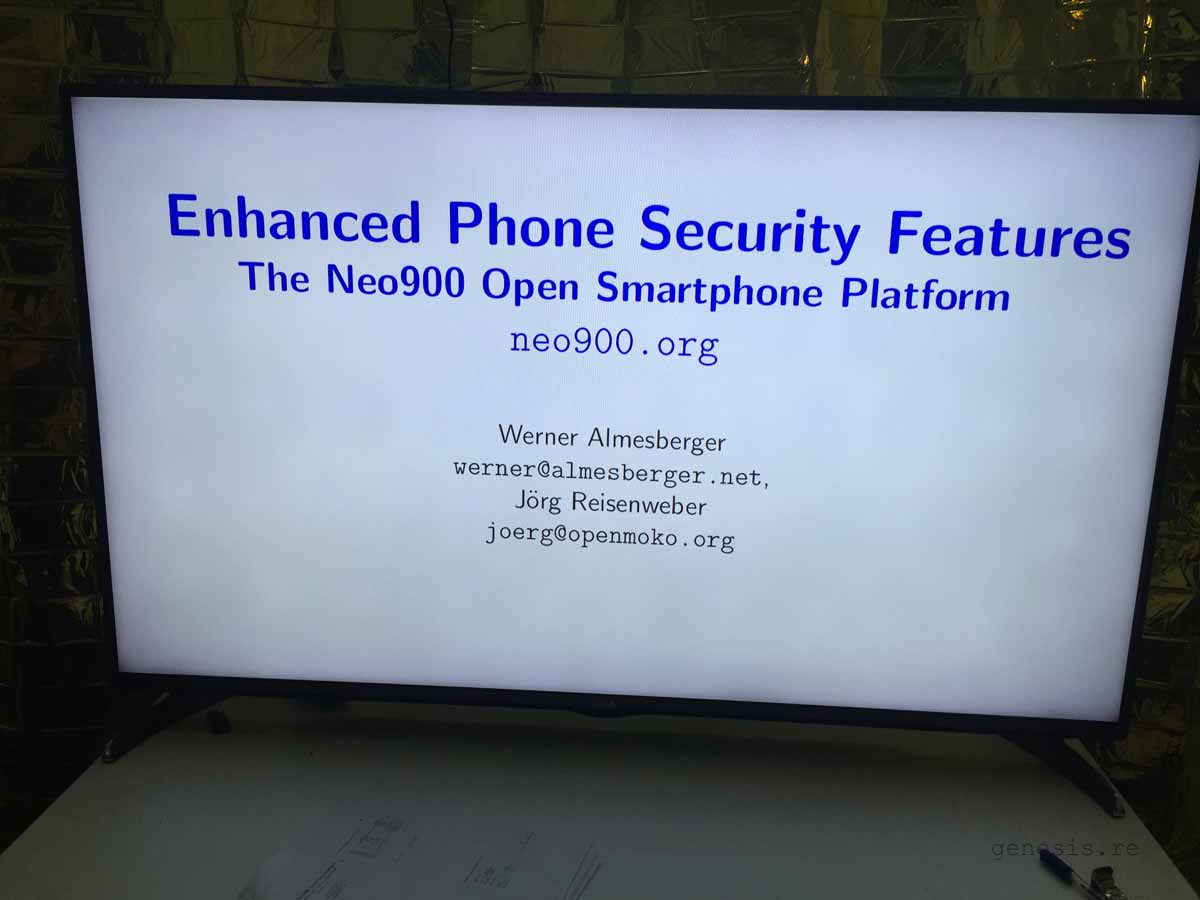 Enhanced Phone Security Features
The Neo900 Open Smartphone Platform
neo900.org
Werner Almesberger
werner@almesberger.net,
Jörg Reisenweber
joerg@openmoko.org
genesis.re